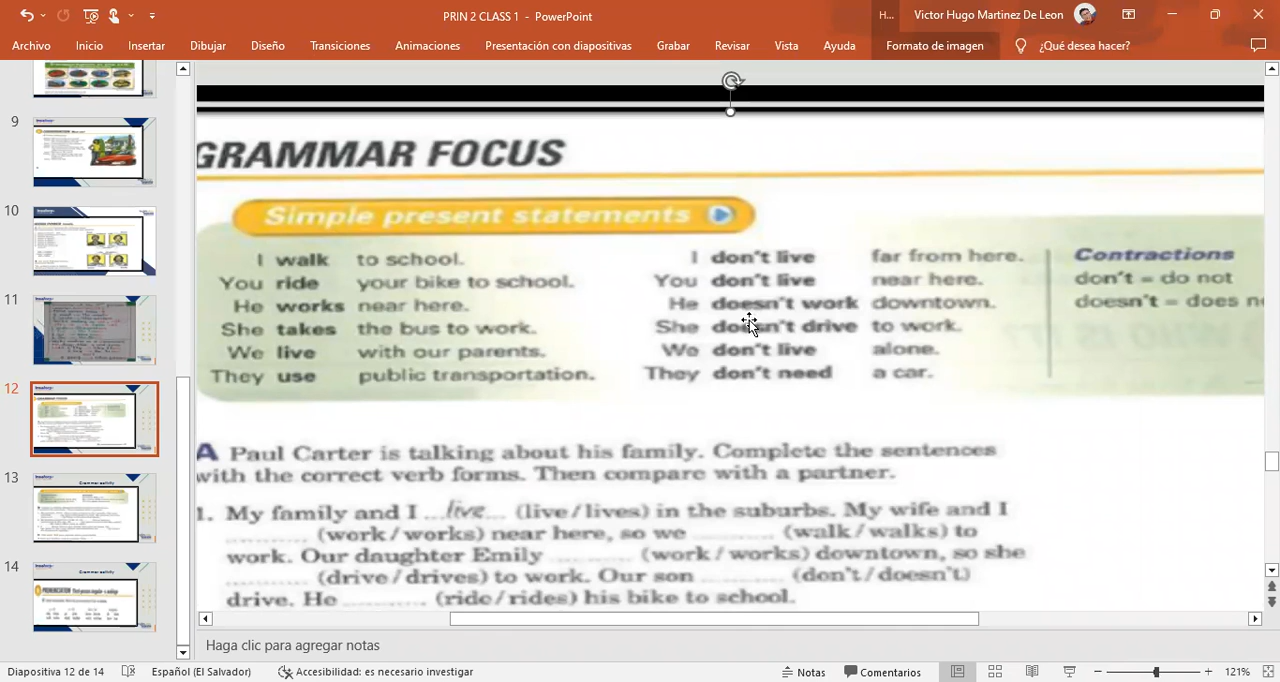 PRIN 2 CLASS 1 - PowerPoint
H...
Victor Hugo Martinez De Leon
Archivo Inicio Insertar Dibujar Diseño Transiciones Animaciones Presentación con diapositivas Grabar Revisar Vista Ayuda Formato de imagen ¿Qué desea hacer?
9
10
11
12
13
14
GRAMMAR FOCUS
Simple present statements
I walk to school. I don't live far from here. Contractions
You ride your bike to school. You don't live near here. don't = do not
He works near here. He doesn't work downtown. doesn't = does n
She takes the bus to work. She doesn't drive to work.
We live with our parents. We don't live alone.
They use public transportation. They don't need a car.
A Paul Carter is talking about his family. Complete the sentences
with the correct verb forms. Then compare with a partner.
1. My family and I ...live... (live/lives) in the suburbs. My wife and I
......... (work/works) near here, so we ......... (walk/walks) to
work. Our daughter Emily ......... (work/works) downtown, so she
......... (drive/drives) to work. Our son ......... (don't/doesn't)
drive. He ......... (ride/rides) his bike to school.
Haga clic para agregar notas
Diapositiva 12 de 14 Español (El Salvador) Accesibilidad: es necesario investigar Notas Comentarios 121%